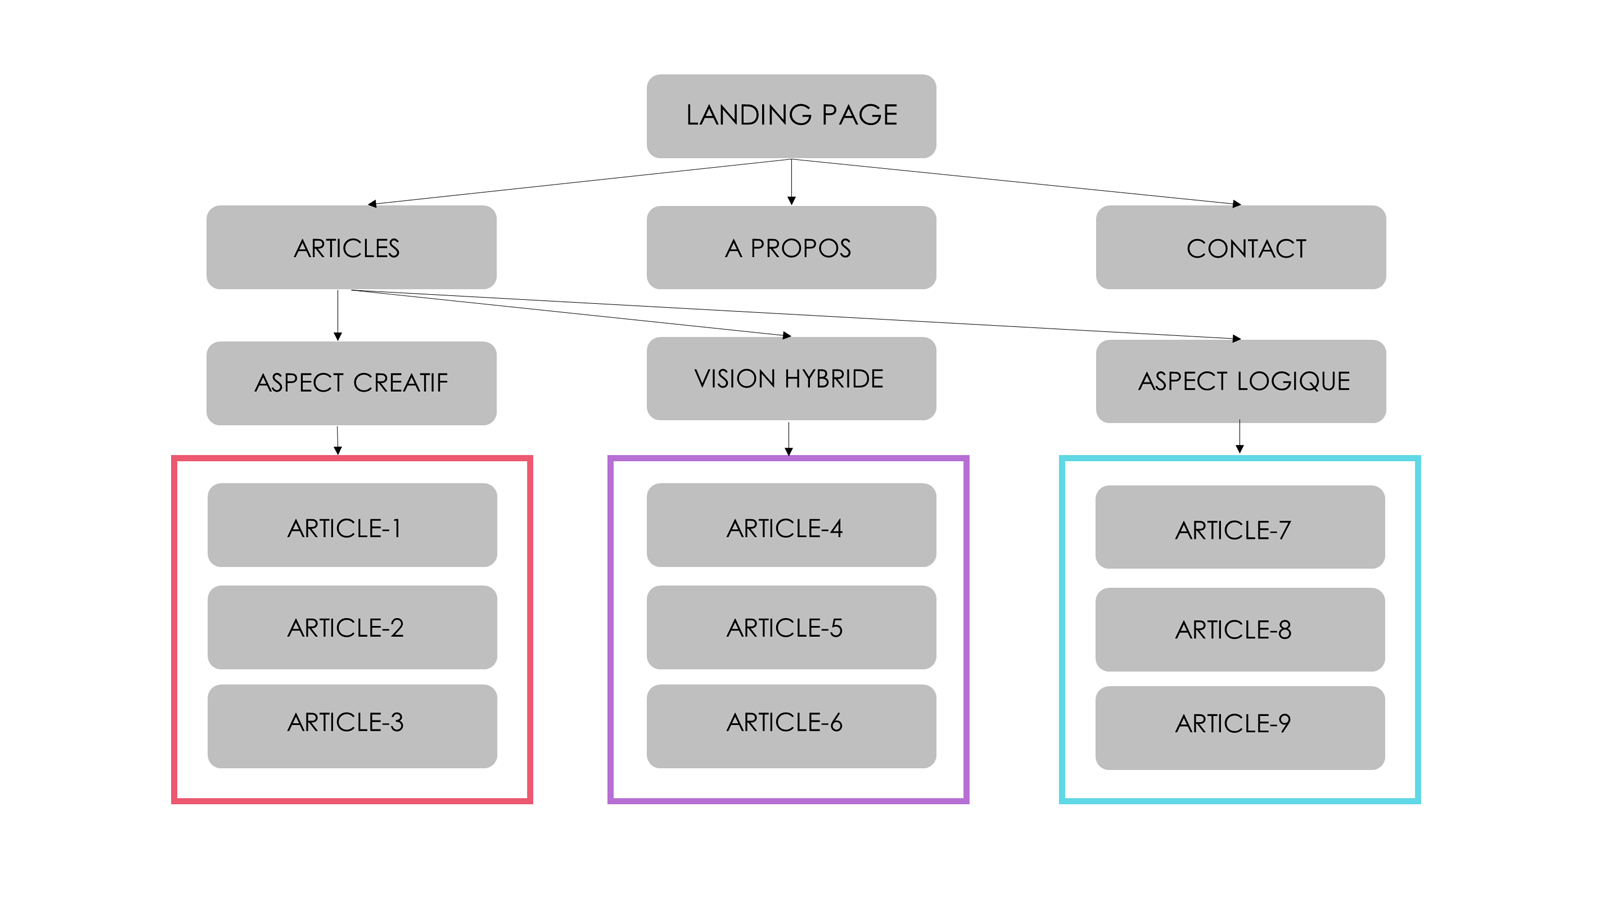 LANDING PAGE
ARTICLES
A PROPOS
CONTACT
ASPECT CREATIF
VISION HYBRIDE
ASPECT LOGIQUE
ARTICLE-1
ARTICLE-2
ARTICLE-3
ARTICLE-4
ARTICLE-5
ARTICLE-6
ARTICLE-7
ARTICLE-8
ARTICLE-9